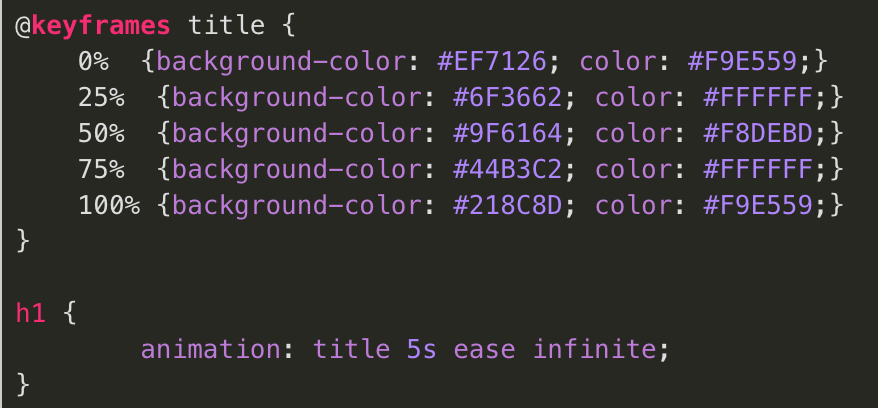 @keyframes title {
    0%  {background-color: #EF7126; color: #F9E559;}
    25%  {background-color: #6F3662; color: #FFFFFF;}
    50%  {background-color: #9F6164; color: #F8DEBD;}
    75%  {background-color: #44B3C2; color: #FFFFFF;}
    100% {background-color: #218C8D; color: #F9E559;}
}

h1 {
        animation: title 5s ease infinite;
}